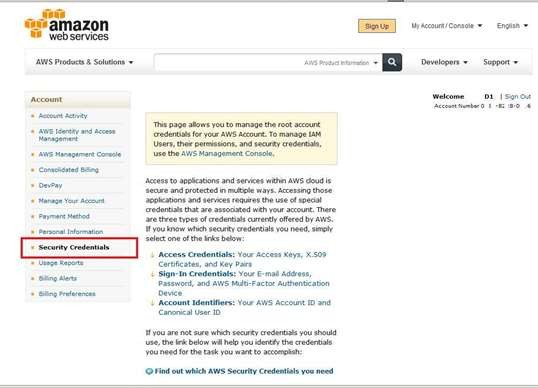 amazon
web services
Sign Up
My Account / Console
English
AWS Products & Solutions
AWS Product Information
Developers
Support
Welcome D1 | Sign Out
Account Number 0
Account
Account Activity
AWS Identity and Access
Management
AWS Management Console
Consolidated Billing
DevPay
Manage Your Account
Payment Method
Personal Information
Security Credentials
Usage Reports
Billing Alerts
Billing Preferences
This page allows you to manage the root account
credentials for your AWS Account. To manage IAM
Users, their permissions, and security credentials,
use the AWS Management Console.
Access to applications and services within AWS cloud is
secure and protected in multiple ways. Accessing those
applications and services requires the use of special
credentials that are associated with your account. There
are three types of credentials currently offered by AWS.
If you know which security credentials you need, simply
select one of the links below:
Access Credentials: Your Access Keys, X.509
Certificates, and Key Pairs
Sign-In Credentials: Your E-mail Address,
Password, and AWS Multi-Factor Authentication
Device
Account Identifiers: Your AWS Account ID and
Canonical User ID
If you are not sure which security credentials you should
use, the link below will help you identify the credentials
you need for the task you want to accomplish:
Find out which AWS Security Credentials you need